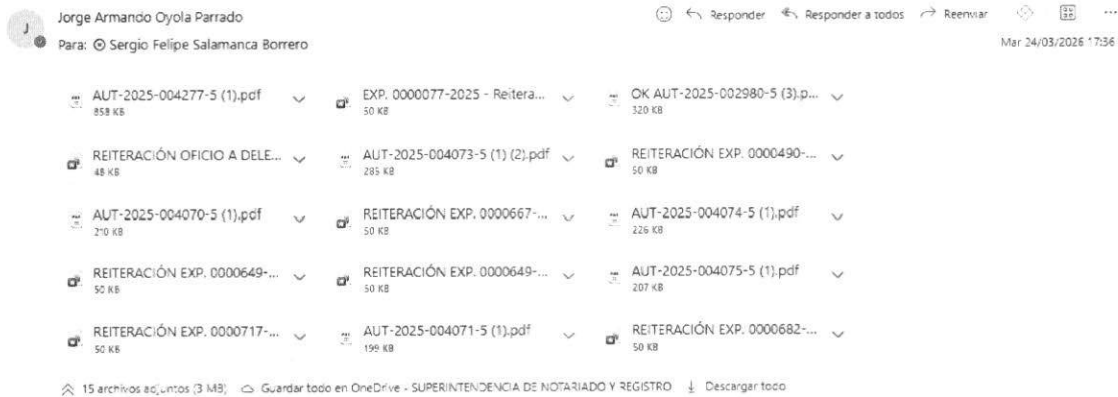 J
Jorge Armando Oyola Parrado
Responder Responder a todos Reenviar ...
Para: Sergio Felipe Salamanca Borrero
Mar 24/03/2026 17:36
AUT-2025-004277-5 (1).pdf EXP. 0000077-2025 - Reitera... OK AUT-2025-002980-5 (3).p...
858 KB 50 KB 320 KB
REITERACIÓN OFICIO A DELE... AUT-2025-004073-5 (1) (2).pdf REITERACIÓN EXP. 0000490-...
48 KB 285 KB 50 KB
AUT-2025-004070-5 (1).pdf REITERACIÓN EXP. 0000667-... AUT-2025-004074-5 (1).pdf
210 KB 50 KB 226 KB
REITERACIÓN EXP. 0000649-... REITERACIÓN EXP. 0000649-... AUT-2025-004075-5 (1).pdf
50 KB 50 KB 207 KB
REITERACIÓN EXP. 0000717-... AUT-2025-004071-5 (1).pdf REITERACIÓN EXP. 0000682-...
50 KB 199 KB 50 KB
15 archivos adjuntos (3 MB) Guardar todo en OneDrive - SUPERINTENDENCIA DE NOTARIADO Y REGISTRO Descargar todo